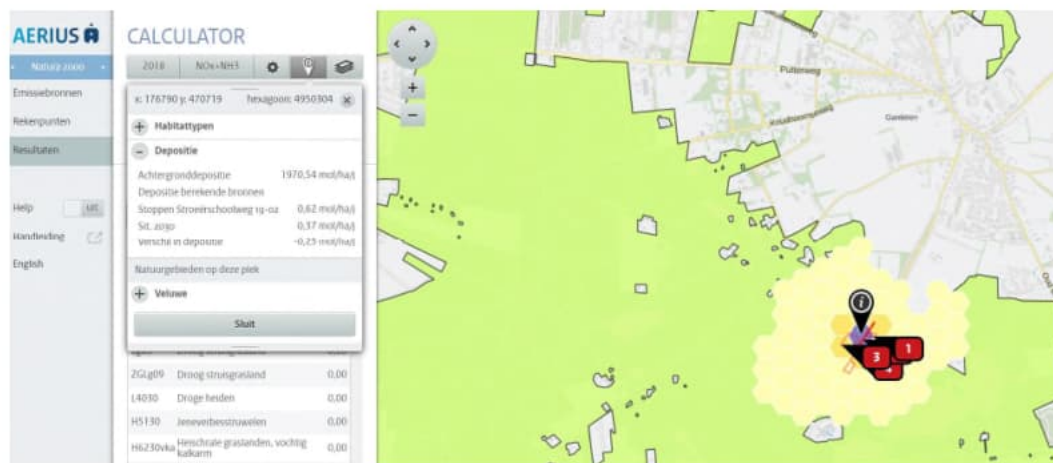 AERIUS
CALCULATOR
Natura 2000
2018 NOx+NH3
Emissiebronnen
Rekenpunten
Resultaten
Help uit
Handleiding
English
x: 176790 y: 470719 hexagoon: 4950304
Habitattypen
Depositie
Achtergronddepositie 1970,54 mol/ha/j
Depositie berekende bronnen
Stoppen Stroeërschoolweg 19-02 0,62 mol/ha/j
Sit. 2030 0,37 mol/ha/j
Verschil in depositie -0,25 mol/ha/j
Natuurgebieden op deze plek
Veluwe
Sluit
0,00
ZGLg09 Droog struisgrasland 0,00
L4030 Droge heiden 0,00
H5130 Jeneverbesstruwelen 0,00
H6230vka Heischrale graslanden, vochtig kalkarm 0,00
Putterweg
Garderen
i
3
1